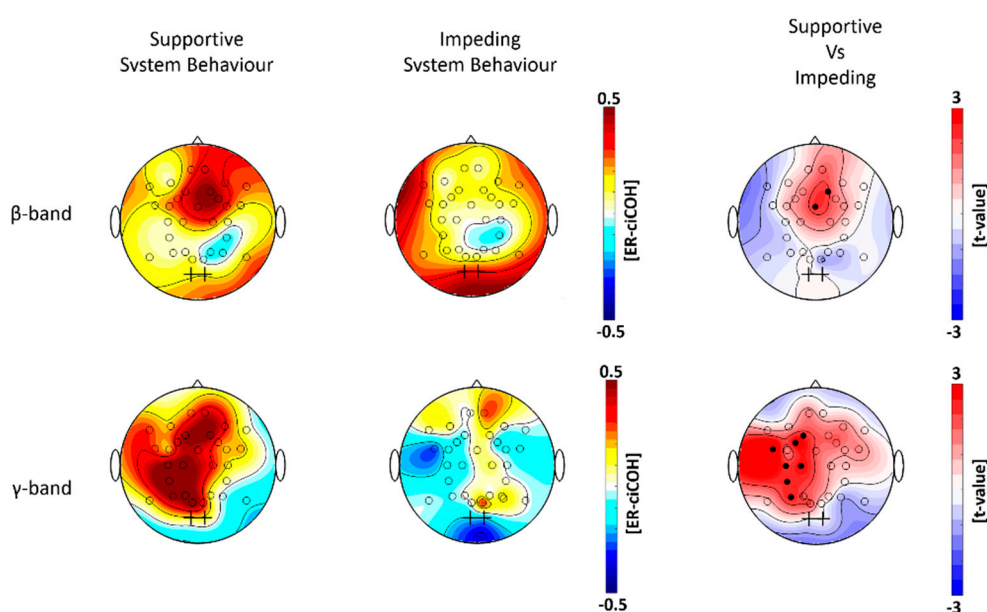 Supportive
Svstem Behaviour
Impeding
Svstem Behaviour
Supportive
Vs
Impeding
β-band
0.5
[ER-ciCOH]
-0.5
3
[t-value]
-3
γ-band
0.5
[ER-ciCOH]
-0.5
3
[t-value]
-3